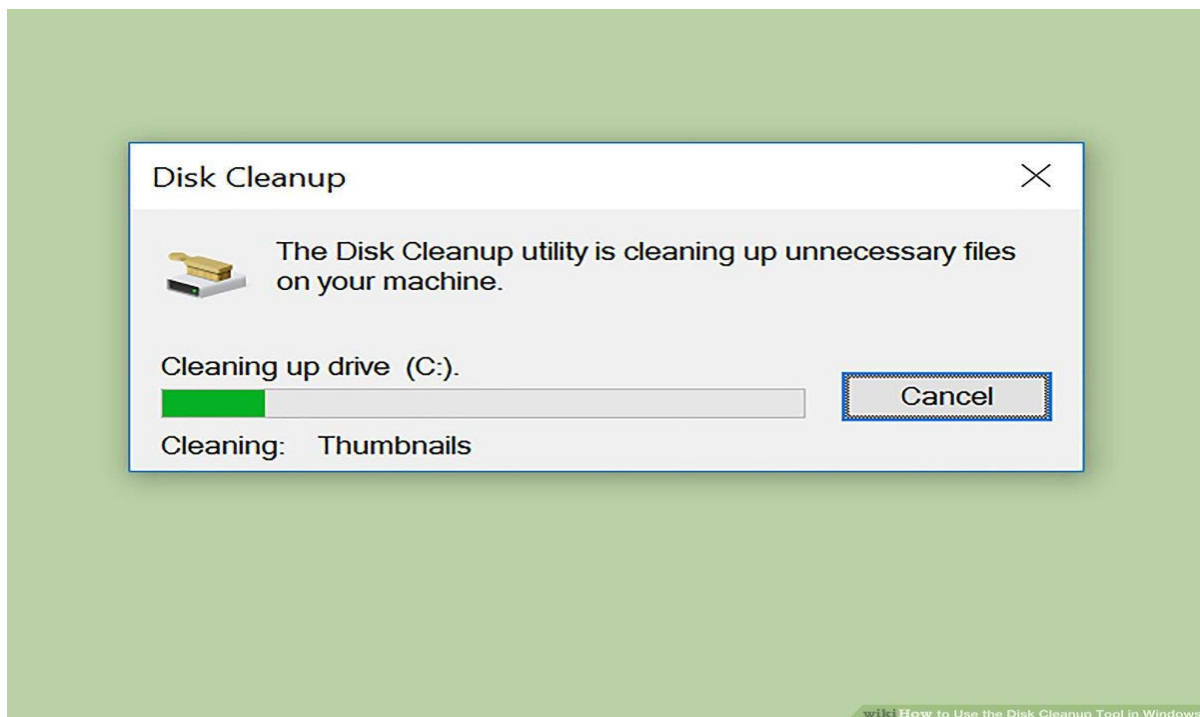 Disk Cleanup
The Disk Cleanup utility is cleaning up unnecessary files
on your machine.
Cleaning up drive (C:).
Cancel
Cleaning: Thumbnails
wikiHow to Use the Disk Cleanup Tool in Windows